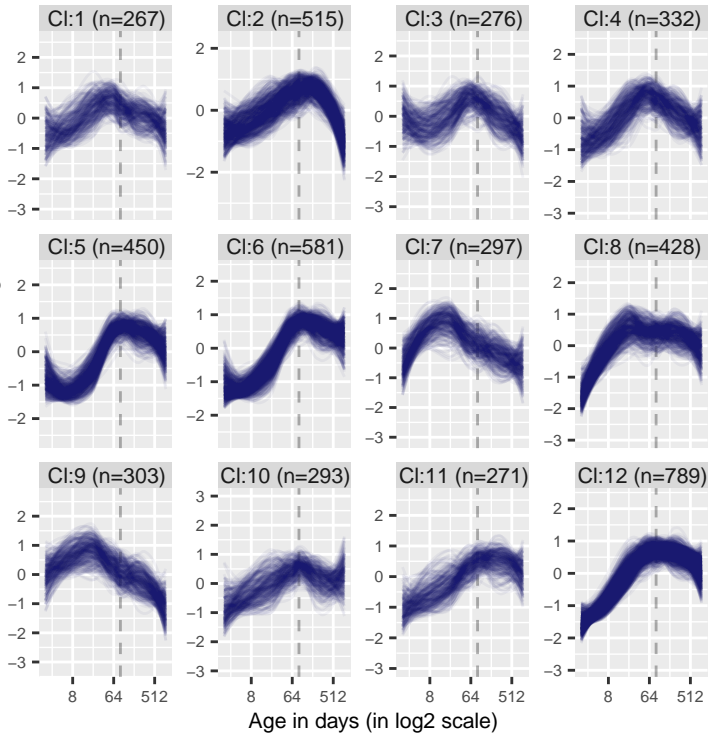 Cl:1 (n=267) Cl:2 (n=515) Cl:3 (n=276) Cl:4 (n=332)
2 2 2 2
1 1 1
0 0 0 0
−1 −1 −1
−2 −2 −2 −2
−3 −3 −3
Cl:5 (n=450) Cl:6 (n=581) Cl:7 (n=297) Cl:8 (n=428)
2 2 2 2
1 1 1 1
0 0 0 0
−1 −1 −1 −1
−2 −2 −2 −2
−3 −3
Cl:9 (n=303) Cl:10 (n=293) Cl:11 (n=271) Cl:12 (n=789)
3
2 2 2 2
1 1 1 1
0 0 0 0
−1 −1 −1 −1
−2 −2 −2 −2
−3 −3 −3 −3
8 64 512 8 64 512 8 64 512 8 64 512
Age in days (in log2 scale)